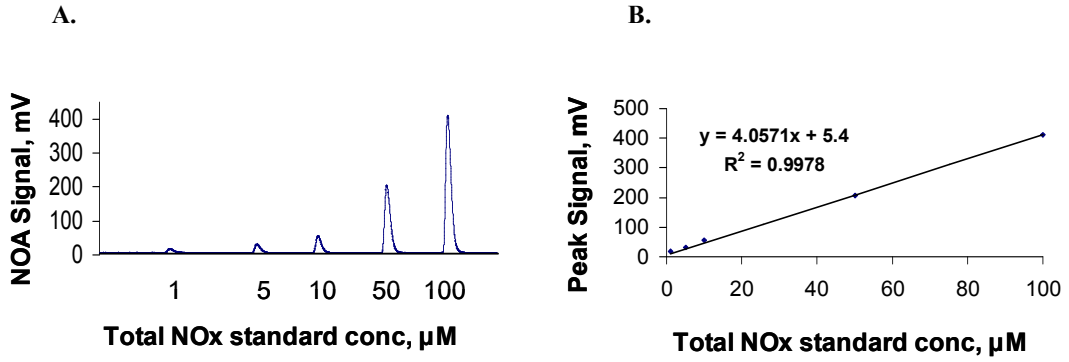 A.
NOA Signal, mV
400
300
200
100
0
1 5 10 50 100
Total NOx standard conc, µM
B.
Peak Signal, mV
500
400
300
200
100
0
y = 4.0571x + 5.4
R² = 0.9978
0 20 40 60 80 100
Total NOx standard conc, µM